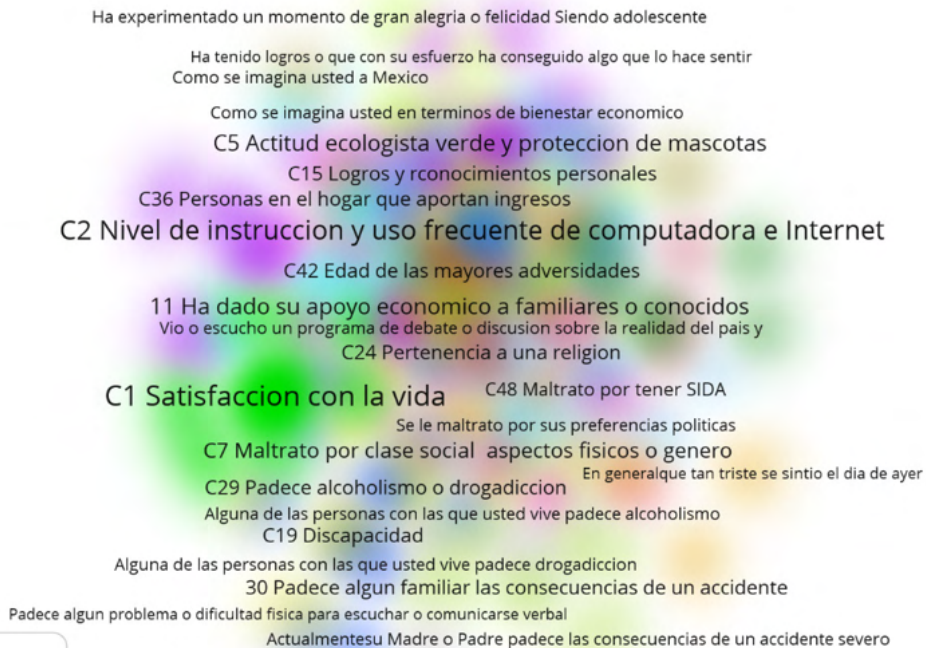 Ha experimentado un momento de gran alegria o felicidad Siendo adolescente
Ha tenido logros o que con su esfuerzo ha conseguido algo que lo hace sentir
Como se imagina usted a Mexico
Como se imagina usted en terminos de bienestar economico
C5 Actitud ecologista verde y proteccion de mascotas
C15 Logros y rconocimientos personales
C36 Personas en el hogar que aportan ingresos
C2 Nivel de instruccion y uso frecuente de computadora e Internet
C42 Edad de las mayores adversidades
11 Ha dado su apoyo economico a familiares o conocidos
Vio o escucho un programa de debate o discusion sobre la realidad del pais y
C24 Pertenencia a una religion
C1 Satisfaccion con la vida
C48 Maltrato por tener SIDA
Se le maltrato por sus preferencias politicas
C7 Maltrato por clase social aspectos fisicos o genero
En generalque tan triste se sintio el dia de ayer
C29 Padece alcoholismo o drogadiccion
Alguna de las personas con las que usted vive padece alcoholismo
C19 Discapacidad
Alguna de las personas con las que usted vive padece drogadiccion
30 Padece algun familiar las consecuencias de un accidente
Padece algun problema o dificultad fisica para escuchar o comunicarse verbal
Actualmentesu Madre o Padre padece las consecuencias de un accidente severo